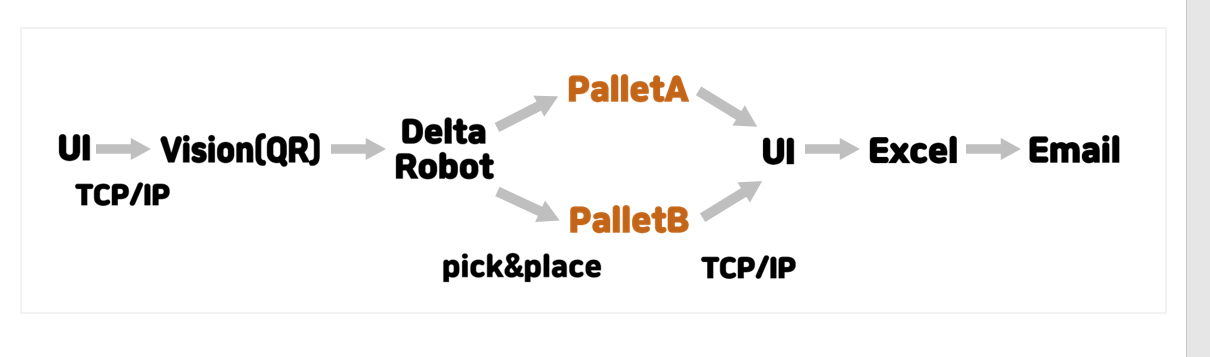 UI
TCP/IP
Vision(QR)
Delta
Robot
PalletA
PalletB
pick&place
TCP/IP
UI
Excel
Email